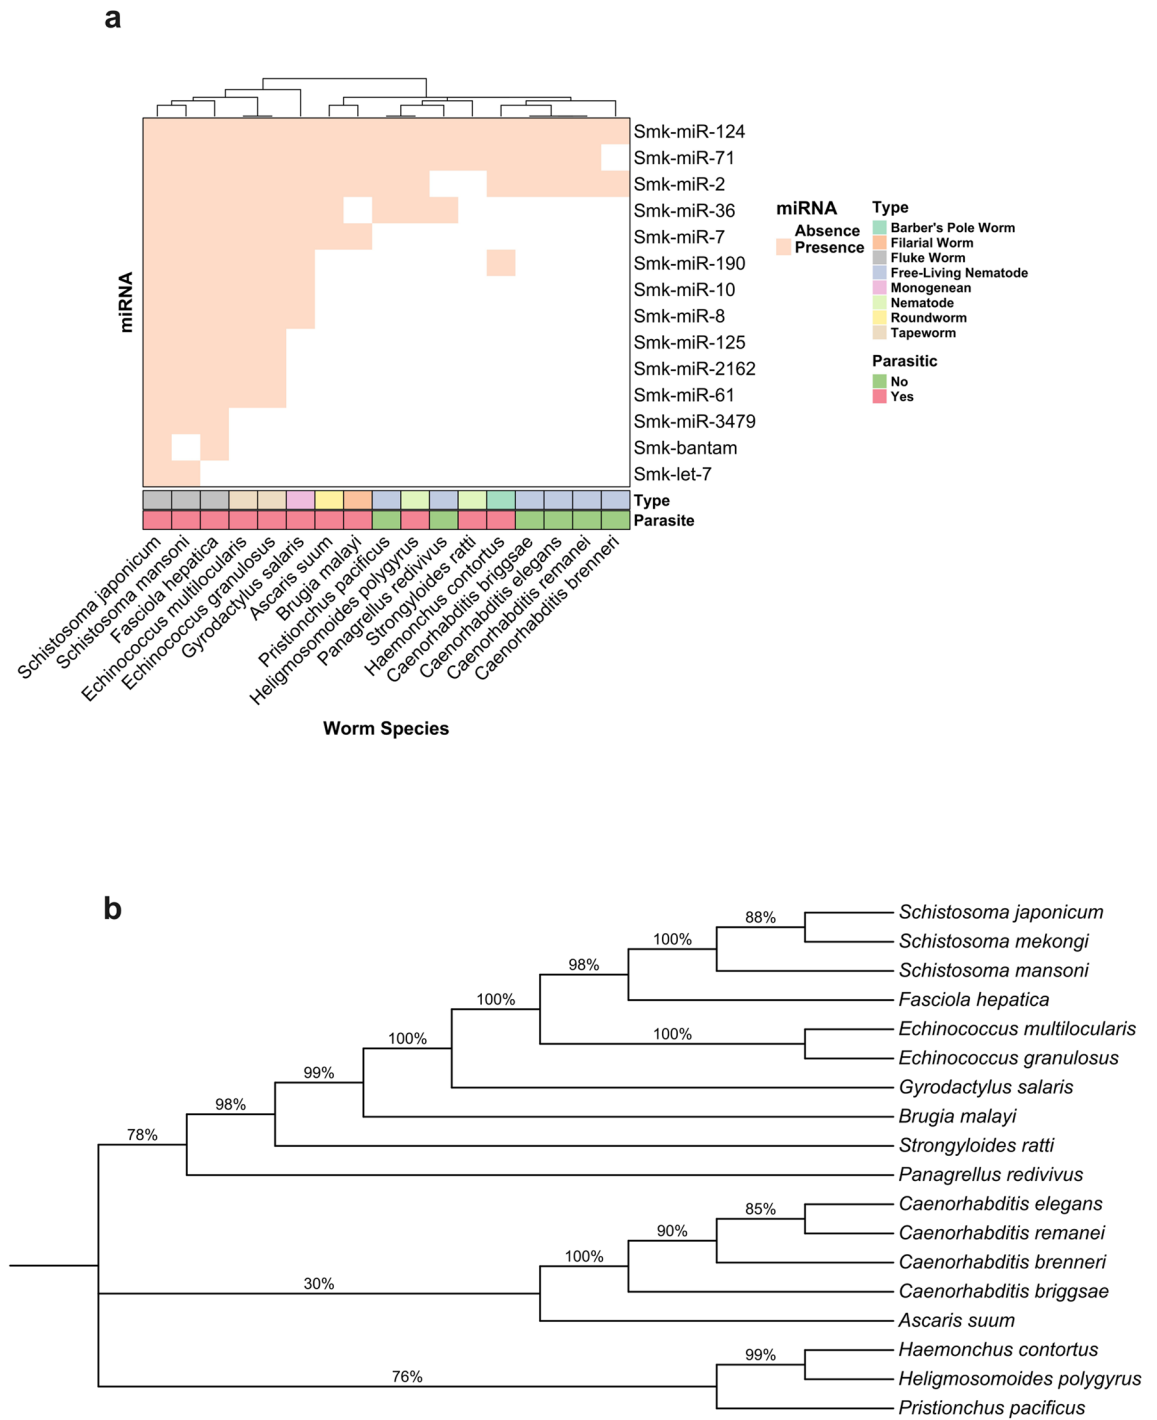 a
Smk-miR-124
Smk-miR-71
Smk-miR-2
Smk-miR-36
Smk-miR-7
Smk-miR-190
Smk-miR-10
Smk-miR-8
Smk-miR-125
Smk-miR-2162
Smk-miR-61
Smk-miR-3479
Smk-bantam
Smk-let-7
Type
Parasite
miRNA
miRNA
Absence
Presence
Type
Barber's Pole Worm
Filarial Worm
Fluke Worm
Free-Living Nematode
Monogenean
Nematode
Roundworm
Tapeworm
Parasitic
No
Yes
Schistosoma japonicum
Schistosoma mansoni
Fasciola hepatica
Echinococcus multilocularis
Echinococcus granulosus
Gyrodactylus salaris
Ascaris suum
Brugia malayi
Pristionchus pacificus
Heligmosomoides polygyrus
Panagrellus redivivus
Strongyloides ratti
Haemonchus contortus
Caenorhabditis briggsae
Caenorhabditis elegans
Caenorhabditis remanei
Caenorhabditis brenneri
Worm Species
b
88%
100%
98%
100%
100%
100%
99%
98%
78%
85%
90%
100%
30%
99%
76%
Schistosoma japonicum
Schistosoma mekongi
Schistosoma mansoni
Fasciola hepatica
Echinococcus multilocularis
Echinococcus granulosus
Gyrodactylus salaris
Brugia malayi
Strongyloides ratti
Panagrellus redivivus
Caenorhabditis elegans
Caenorhabditis remanei
Caenorhabditis brenneri
Caenorhabditis briggsae
Ascaris suum
Haemonchus contortus
Heligmosomoides polygyrus
Pristionchus pacificus